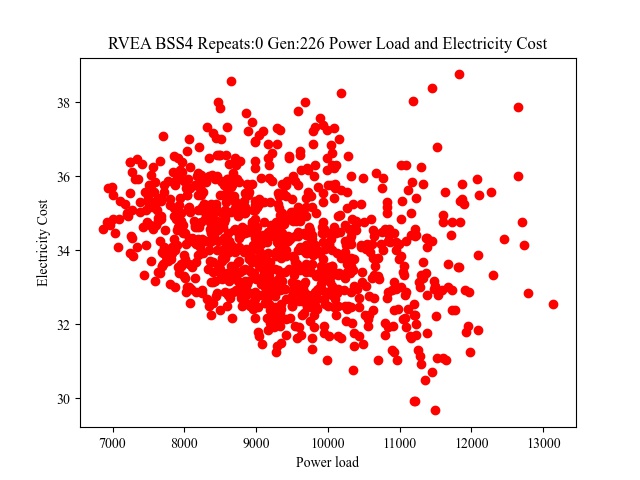 RVEA BSS4 Repeats:0 Gen:226 Power Load and Electricity Cost
38
36
34
32
30
Electricity Cost
7000 8000 9000 10000 11000 12000 13000
Power load